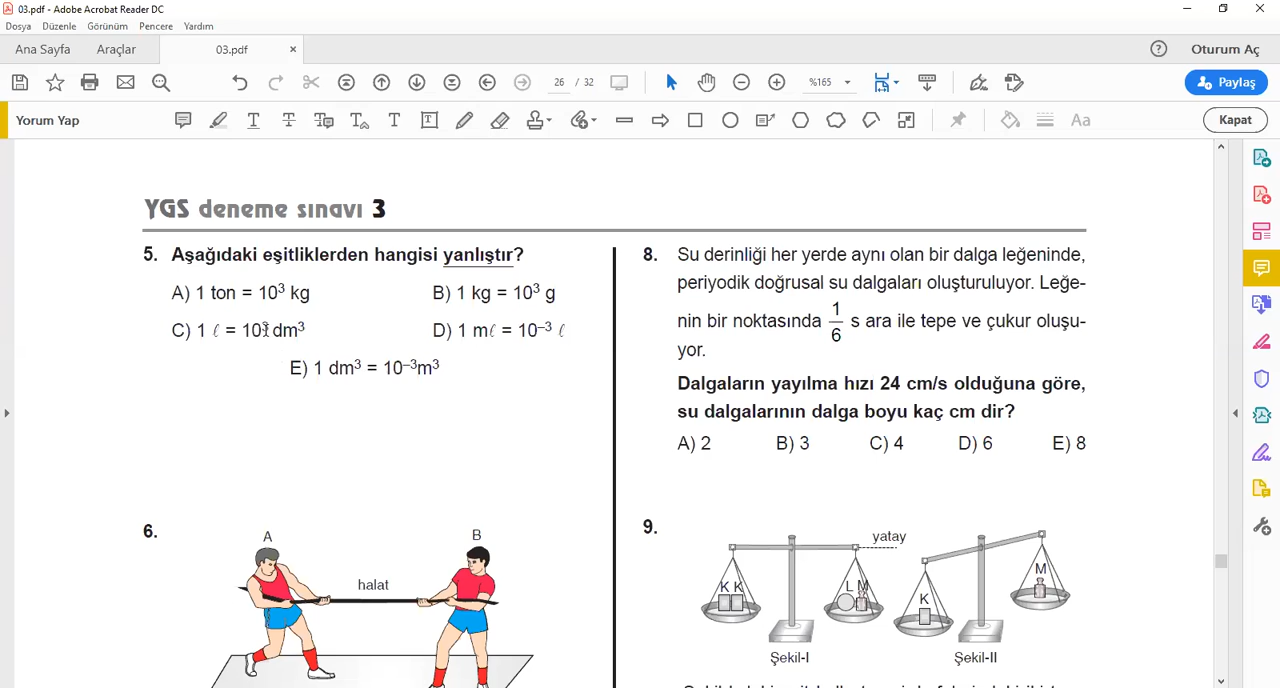 03.pdf - Adobe Acrobat Reader DC
Dosya Düzenle Görünüm Pencere Yardım
Ana Sayfa Araçlar 03.pdf × Oturum Aç
26 / 32 %165 Paylaş
Yorum Yap Aa Kapat
YGS deneme sınavı 3
5. Aşağıdaki eşitliklerden hangisi yanlıştır?
A) 1 ton = 10³ kg B) 1 kg = 10³ g
C) 1 ℓ = 10³ dm³ D) 1 mℓ = 10⁻³ ℓ
E) 1 dm³ = 10⁻³m³
6.
A B
halat
8. Su derinliği her yerde aynı olan bir dalga leğeninde,
periyodik doğrusal su dalgaları oluşturuluyor. Leğe-
nin bir noktasında 1/6 s ara ile tepe ve çukur oluşu-
yor.
Dalgaların yayılma hızı 24 cm/s olduğuna göre,
su dalgalarının dalga boyu kaç cm dir?
A) 2 B) 3 C) 4 D) 6 E) 8
9.
yatay
K K L M K M
Şekil-I Şekil-II